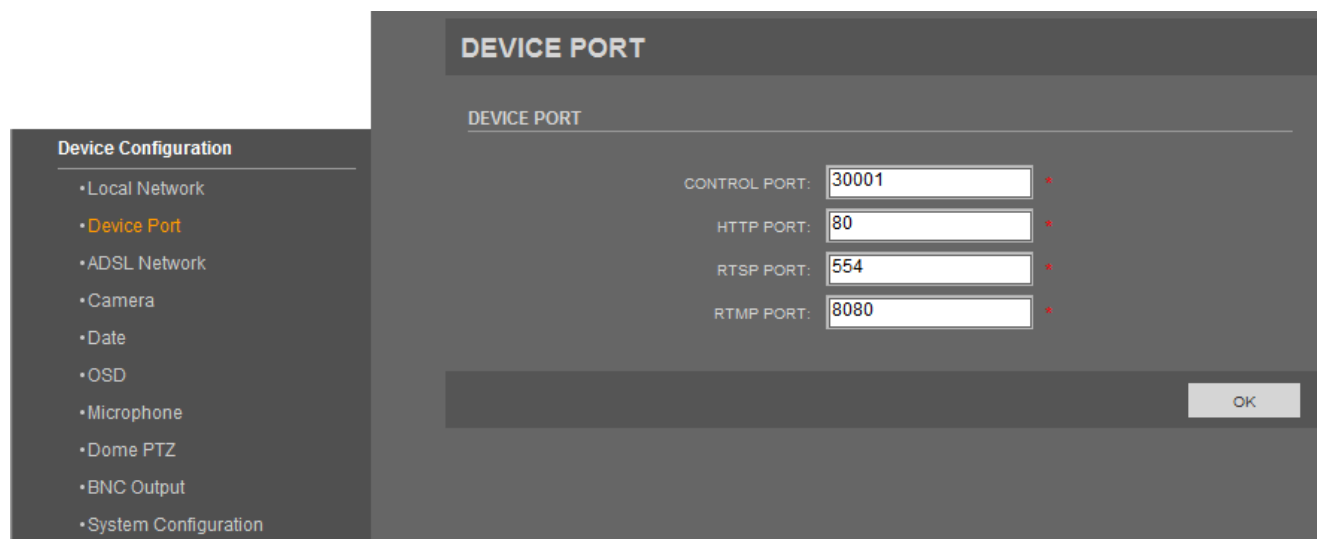 DEVICE PORT
DEVICE PORT
Device Configuration
•Local Network
•Device Port
•ADSL Network
•Camera
•Date
•OSD
•Microphone
•Dome PTZ
•BNC Output
•System Configuration
CONTROL PORT: 30001 *
HTTP PORT: 80 *
RTSP PORT: 554 *
RTMP PORT: 8080 *
OK